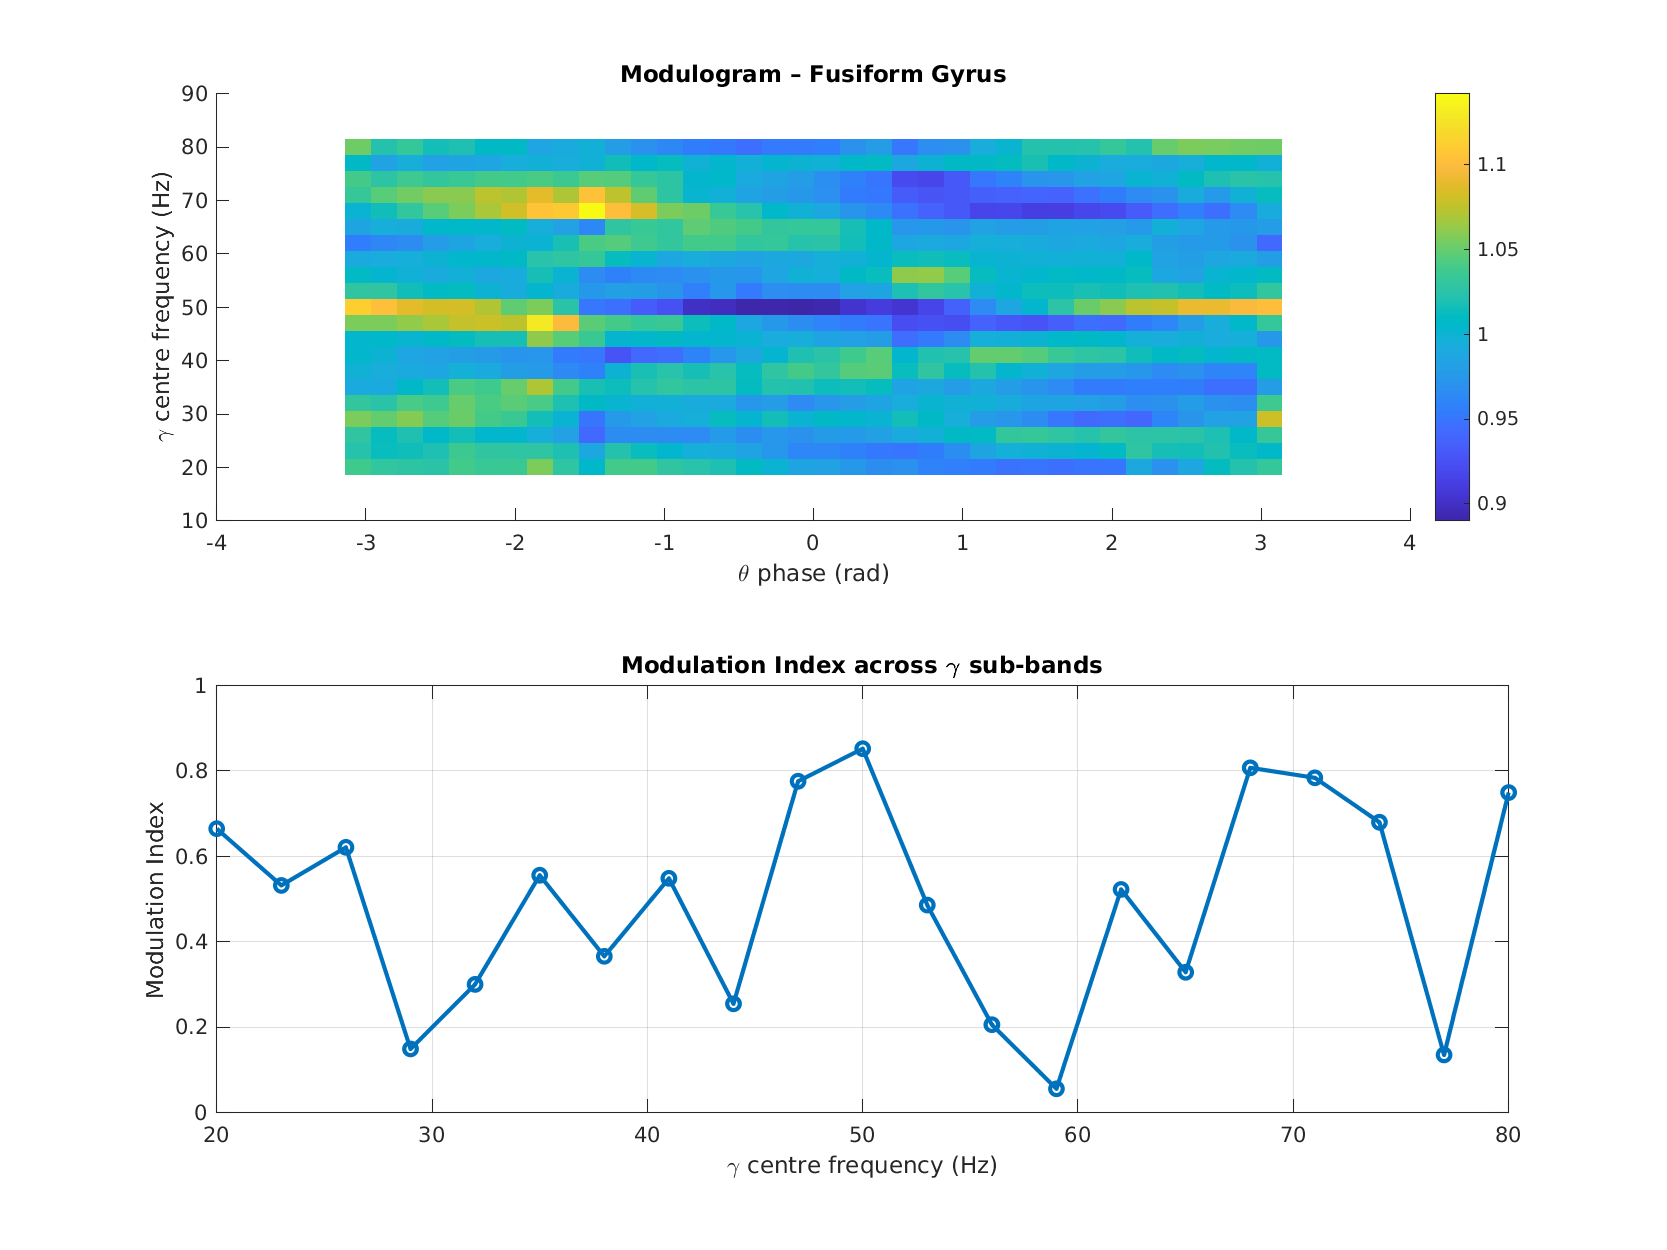 Modulogram – Fusiform Gyrus
γ centre frequency (Hz)
90
80
70
60
50
40
30
20
10
-4 -3 -2 -1 0 1 2 3 4
θ phase (rad)
1.1
1.05
1
0.95
0.9
Modulation Index across γ sub-bands
Modulation Index
1
0.8
0.6
0.4
0.2
0
20 30 40 50 60 70 80
γ centre frequency (Hz)